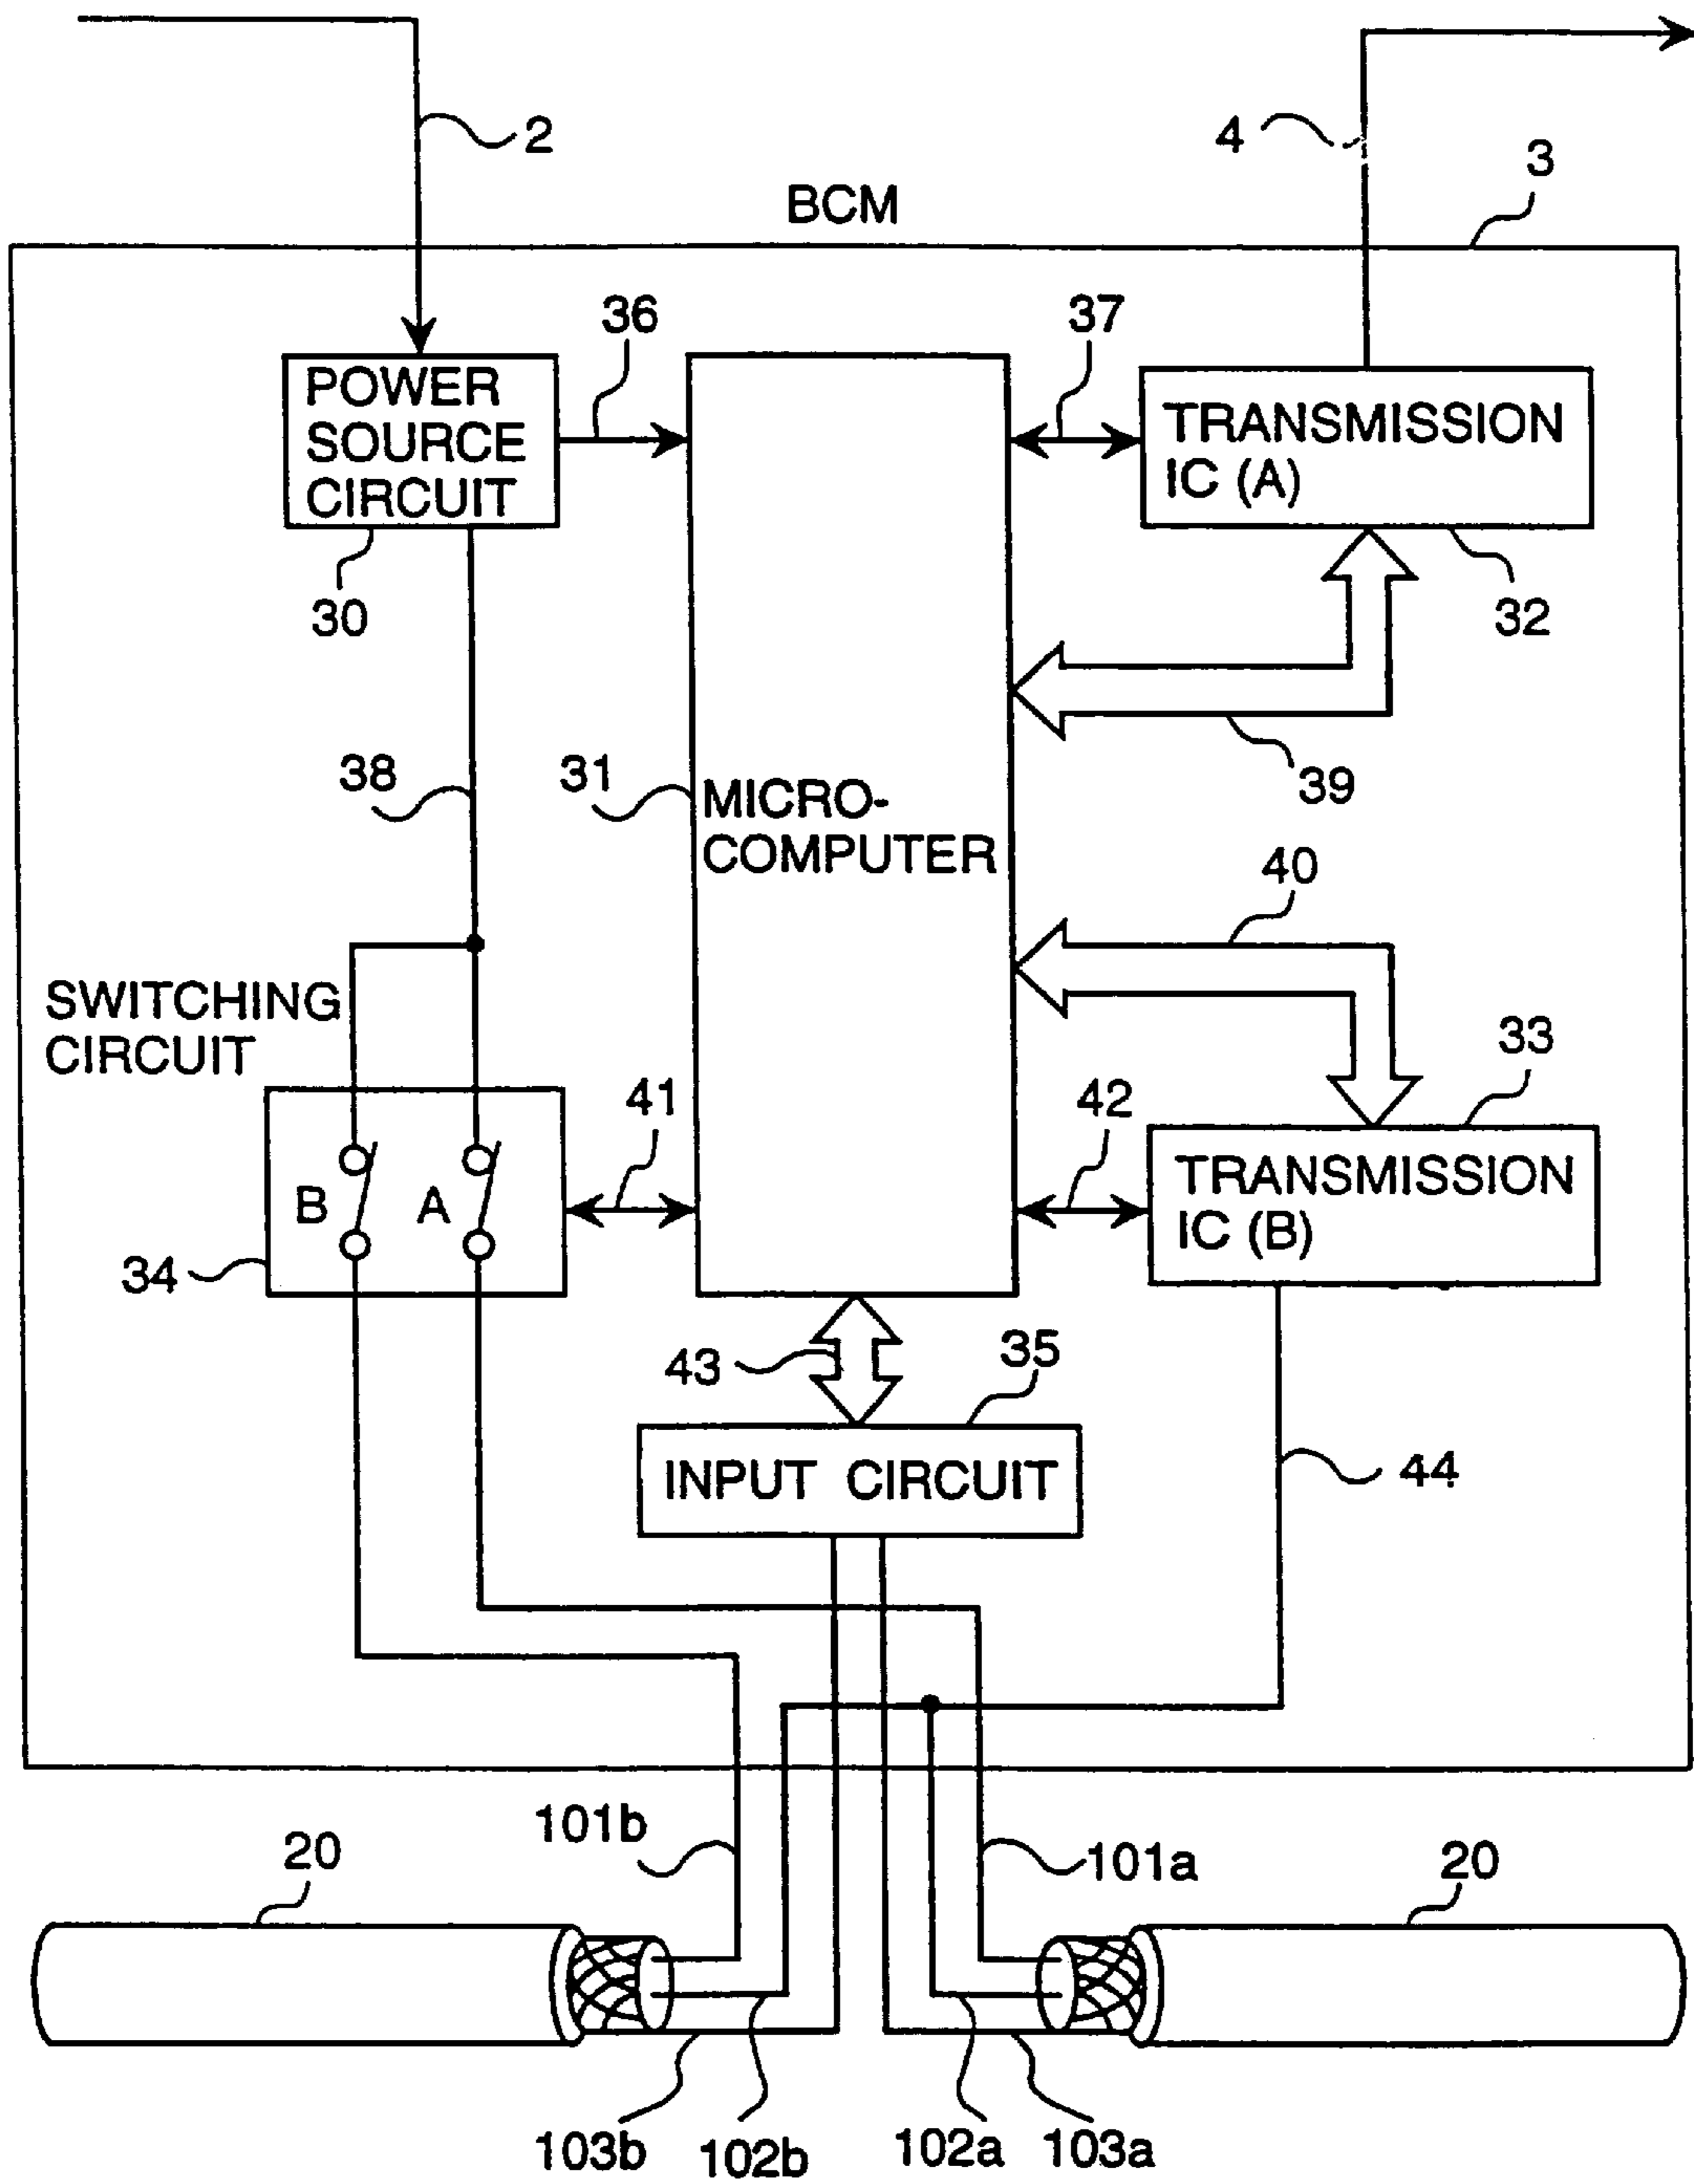 2
4
BCM
3
36
37
POWER
SOURCE
CIRCUIT
TRANSMISSION
IC (A)
30
32
38
31
MICRO-
COMPUTER
39
40
SWITCHING
CIRCUIT
33
41
42
B
A
TRANSMISSION
IC (B)
34
43
35
INPUT CIRCUIT
44
101b
101a
20
20
103b
102b
102a
103a